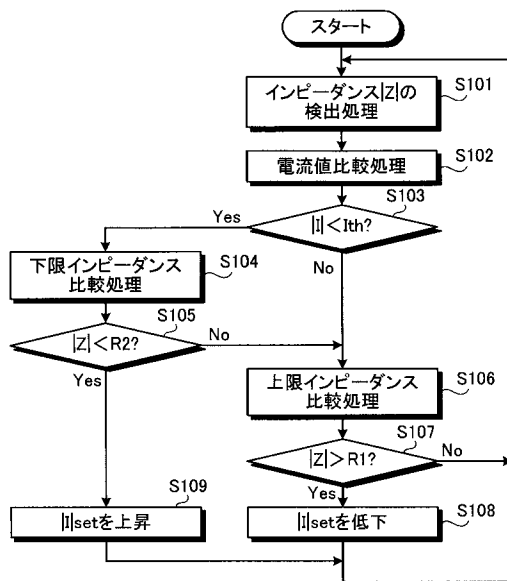 スタート
インピーダンス|Z|の
検出処理
S101
電流値比較処理
S102
|I|<Ith?
S103
Yes
No
下限インピーダンス
比較処理
S104
|Z|<R2?
S105
No
Yes
上限インピーダンス
比較処理
S106
|Z|>R1?
S107
No
Yes
|I|setを上昇
S109
|I|setを低下
S108